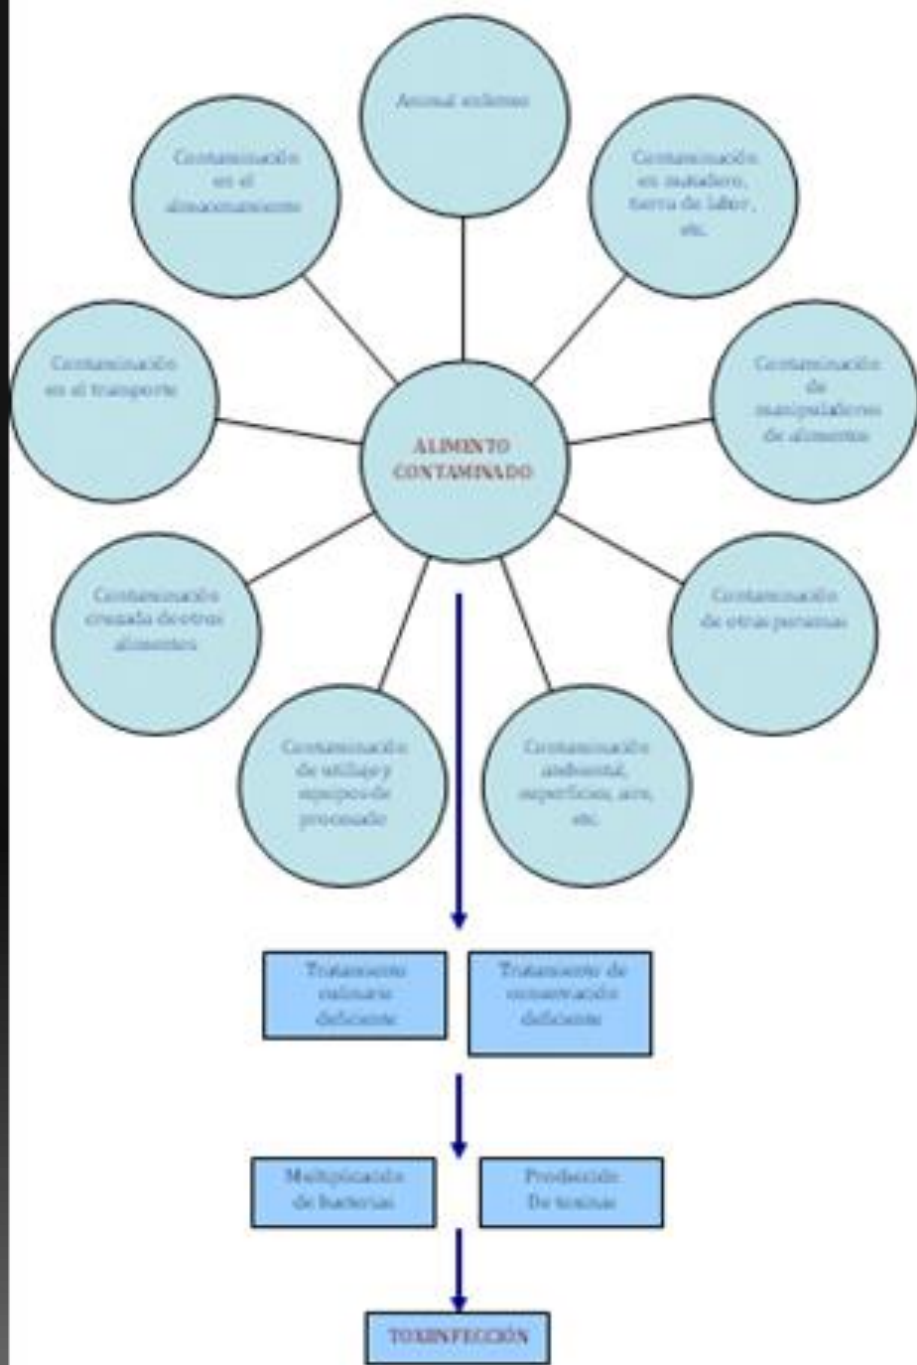 Animal enfermo
Contaminación
en el
almacenamiento
Contaminación
en matadero,
tierra de labor,
etc.
Contaminación
en el transporte
Contaminación
de
manipuladores
de alimentos
ALIMENTO
CONTAMINADO
Contaminación
cruzada de otros
alimentos
Contaminación
de otras personas
Contaminación
de utillaje y
equipos de
procesado
Contaminación
ambiental,
superficies, aire,
etc.
Tratamiento
culinario
deficiente
Tratamiento de
conservación
deficiente
Multiplicación
de bacterias
Producción
De toxinas
TOXIINFECCIÓN